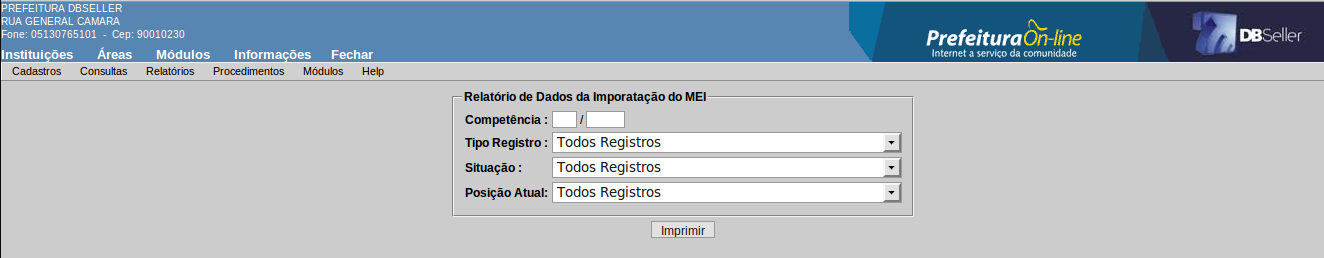 PREFEITURA DBSELLER
RUA GENERAL CAMARA
Fone: 05130765101 - Cep: 90010230
Instituições Áreas Módulos Informações Fechar
Prefeitura On-line
Internet a serviço da comunidade
DBSeller
Cadastros Consultas Relatórios Procedimentos Módulos Help
Relatório de Dados da Imporatação do MEI
Competência : /
Tipo Registro : Todos Registros
Situação : Todos Registros
Posição Atual: Todos Registros
Imprimir